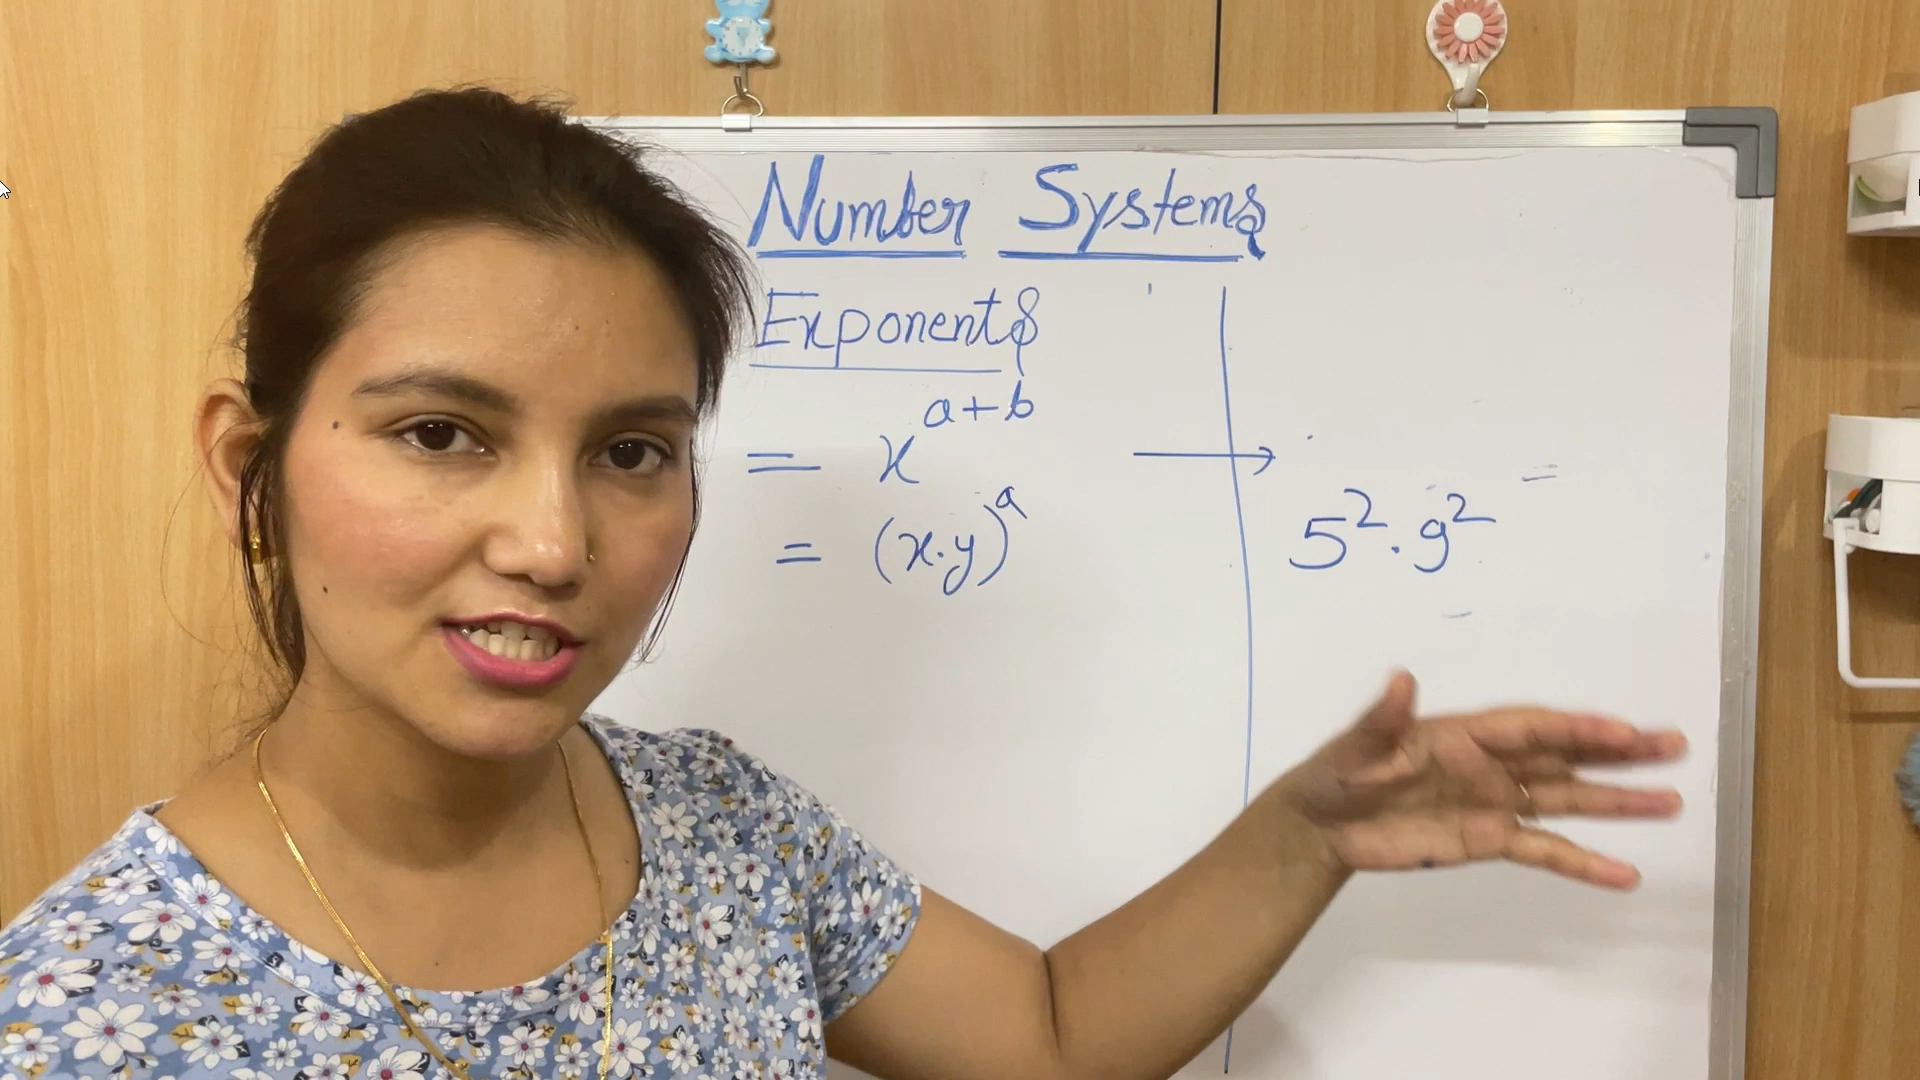 Number Systems
Exponents
= x^{a+b} →
= (x.y)^a
5².9²